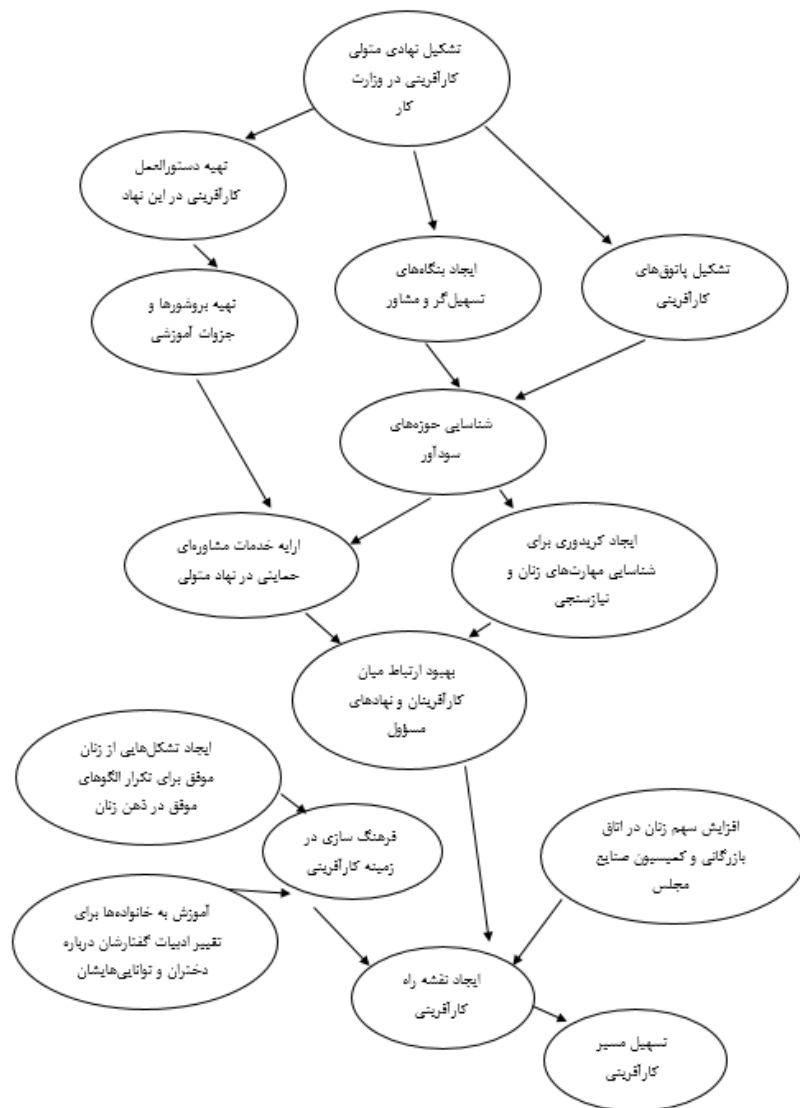 تشکیل نهادی متولی
کارآفرینی در وزارت
کار
تهیه دستورالعمل
کارآفرینی در این نهاد
ایجاد بنگاه‌های
تسهیل‌گر و مشاور
تشکیل پاتوق‌های
کارآفرینی
تهیه بروشورها و
جزوات آموزشی
شناسایی حوزه‌های
سودآور
ارایه خدمات مشاوره‌ای
حمایتی در نهاد متولی
ایجاد کریدوری برای
شناسایی مهارت‌های زنان و
نیازسنجی
بهبود ارتباط میان
کارآفرینان و نهادهای
مسؤول
ایجاد تشکل‌هایی از زنان
موفق برای تکرار الگوهای
موفق در ذهن زنان
فرهنگ سازی در
زمینه کارآفرینی
افزایش سهم زنان در اتاق
بازرگانی و کمیسیون صنایع
مجلس
آموزش به خانواده‌ها برای
تغییر ادبیات گفتارشان درباره
دختران و توانایی‌هایشان
ایجاد نقشه راه
کارآفرینی
تسهیل مسیر
کارآفرینی